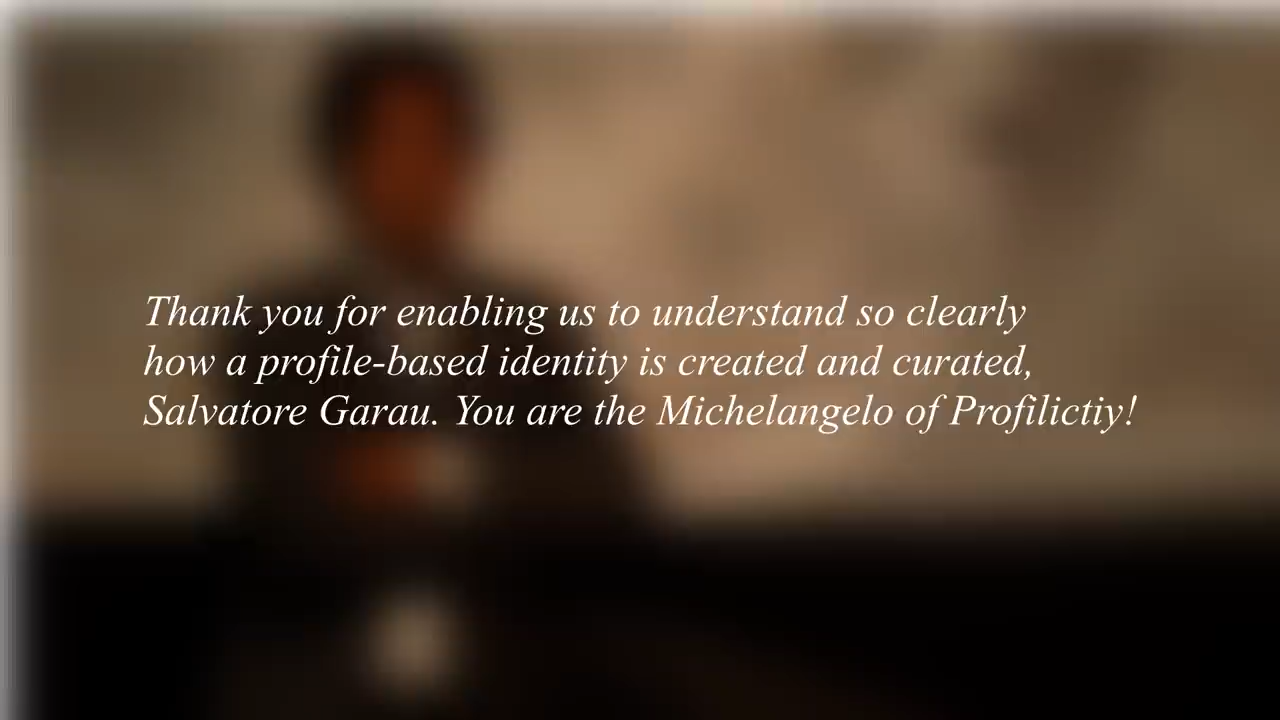 Thank you for enabling us to understand so clearly
how a profile-based identity is created and curated,
Salvatore Garau. You are the Michelangelo of Profilictiy!